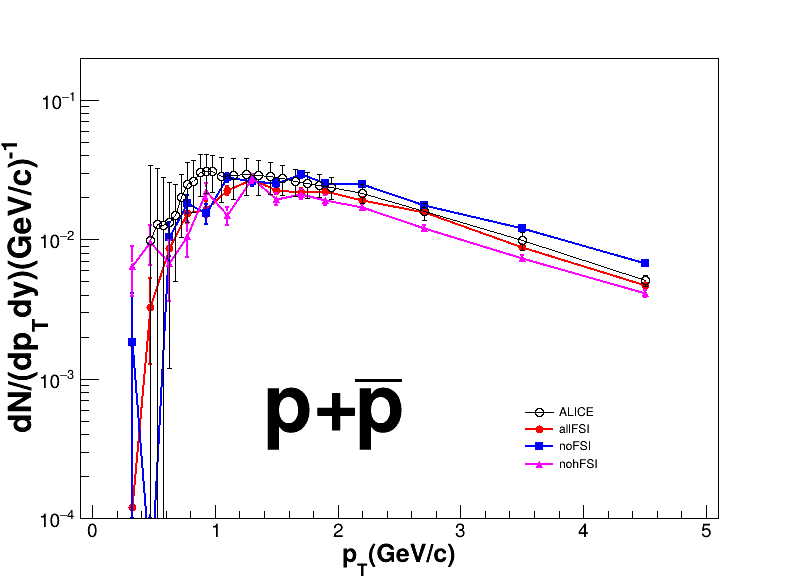 10⁻¹
10⁻²
10⁻³
10⁻⁴
dN/(dp_T dy)(GeV/c)⁻¹
p+p̅
ALICE
allFSI
noFSI
nohFSI
0 1 2 3 4 5
p_T(GeV/c)